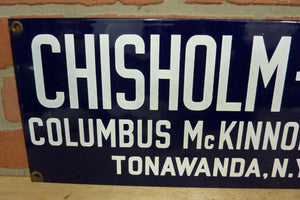 CHISHOLM-
COLUMBUS McKINNO
TONAWANDA, N.Y